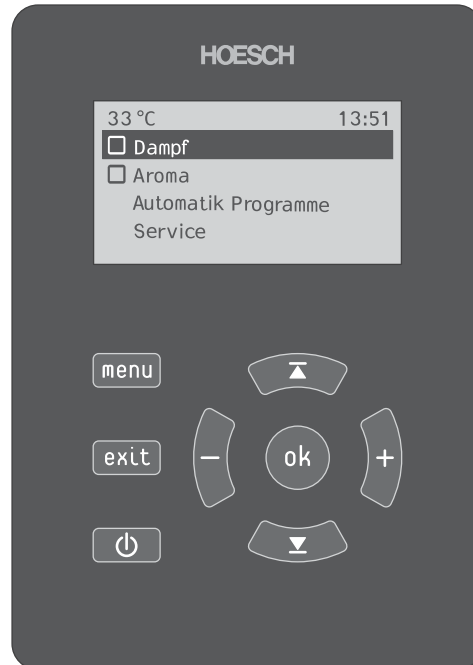 HOESCH
33 °C 13:51
Dampf
Aroma
Automatik Programme
Service
menu
exit
ok
- +